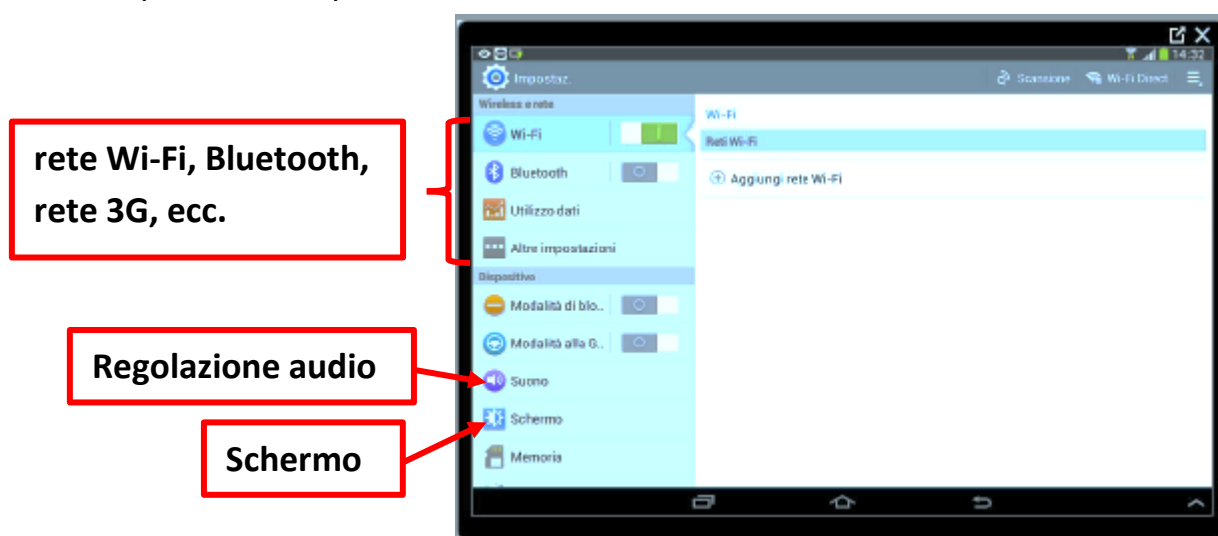 rete Wi-Fi, Bluetooth,
rete 3G, ecc.
Regolazione audio
Schermo
14:32
Impostaz.
Scansione
Wi-Fi Direct
Wireless e rete
Wi-Fi
Bluetooth
Utilizzo dati
Altre impostazioni
Dispositivo
Modalità di blo..
Modalità alla G..
Suono
Schermo
Memoria
Wi-Fi
Reti Wi-Fi
Aggiungi rete Wi-Fi